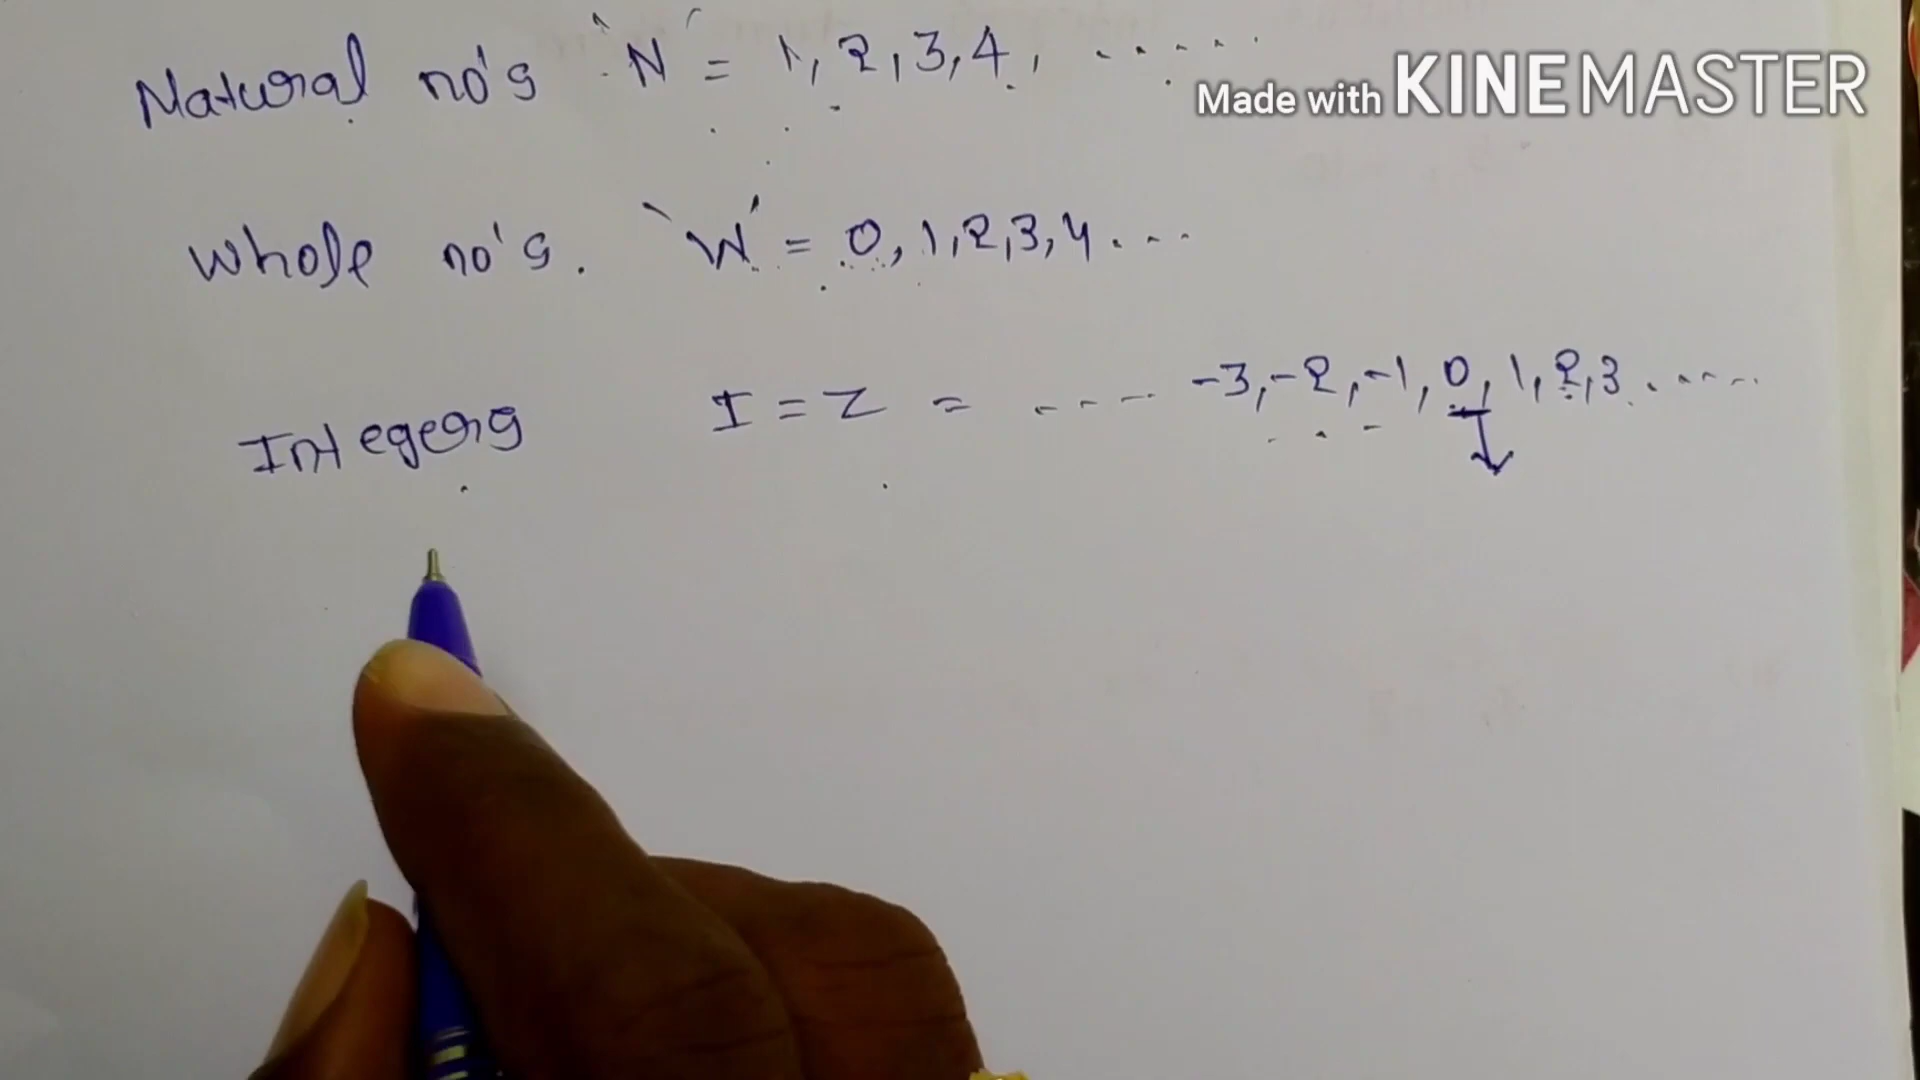 Natural no's 'N' = 1, 2, 3, 4, .....
Made with KINEMASTER
Whole no's. 'W' = 0, 1, 2, 3, 4 ...
Integers I = Z = .... -3, -2, -1, 0, 1, 2, 3 .....